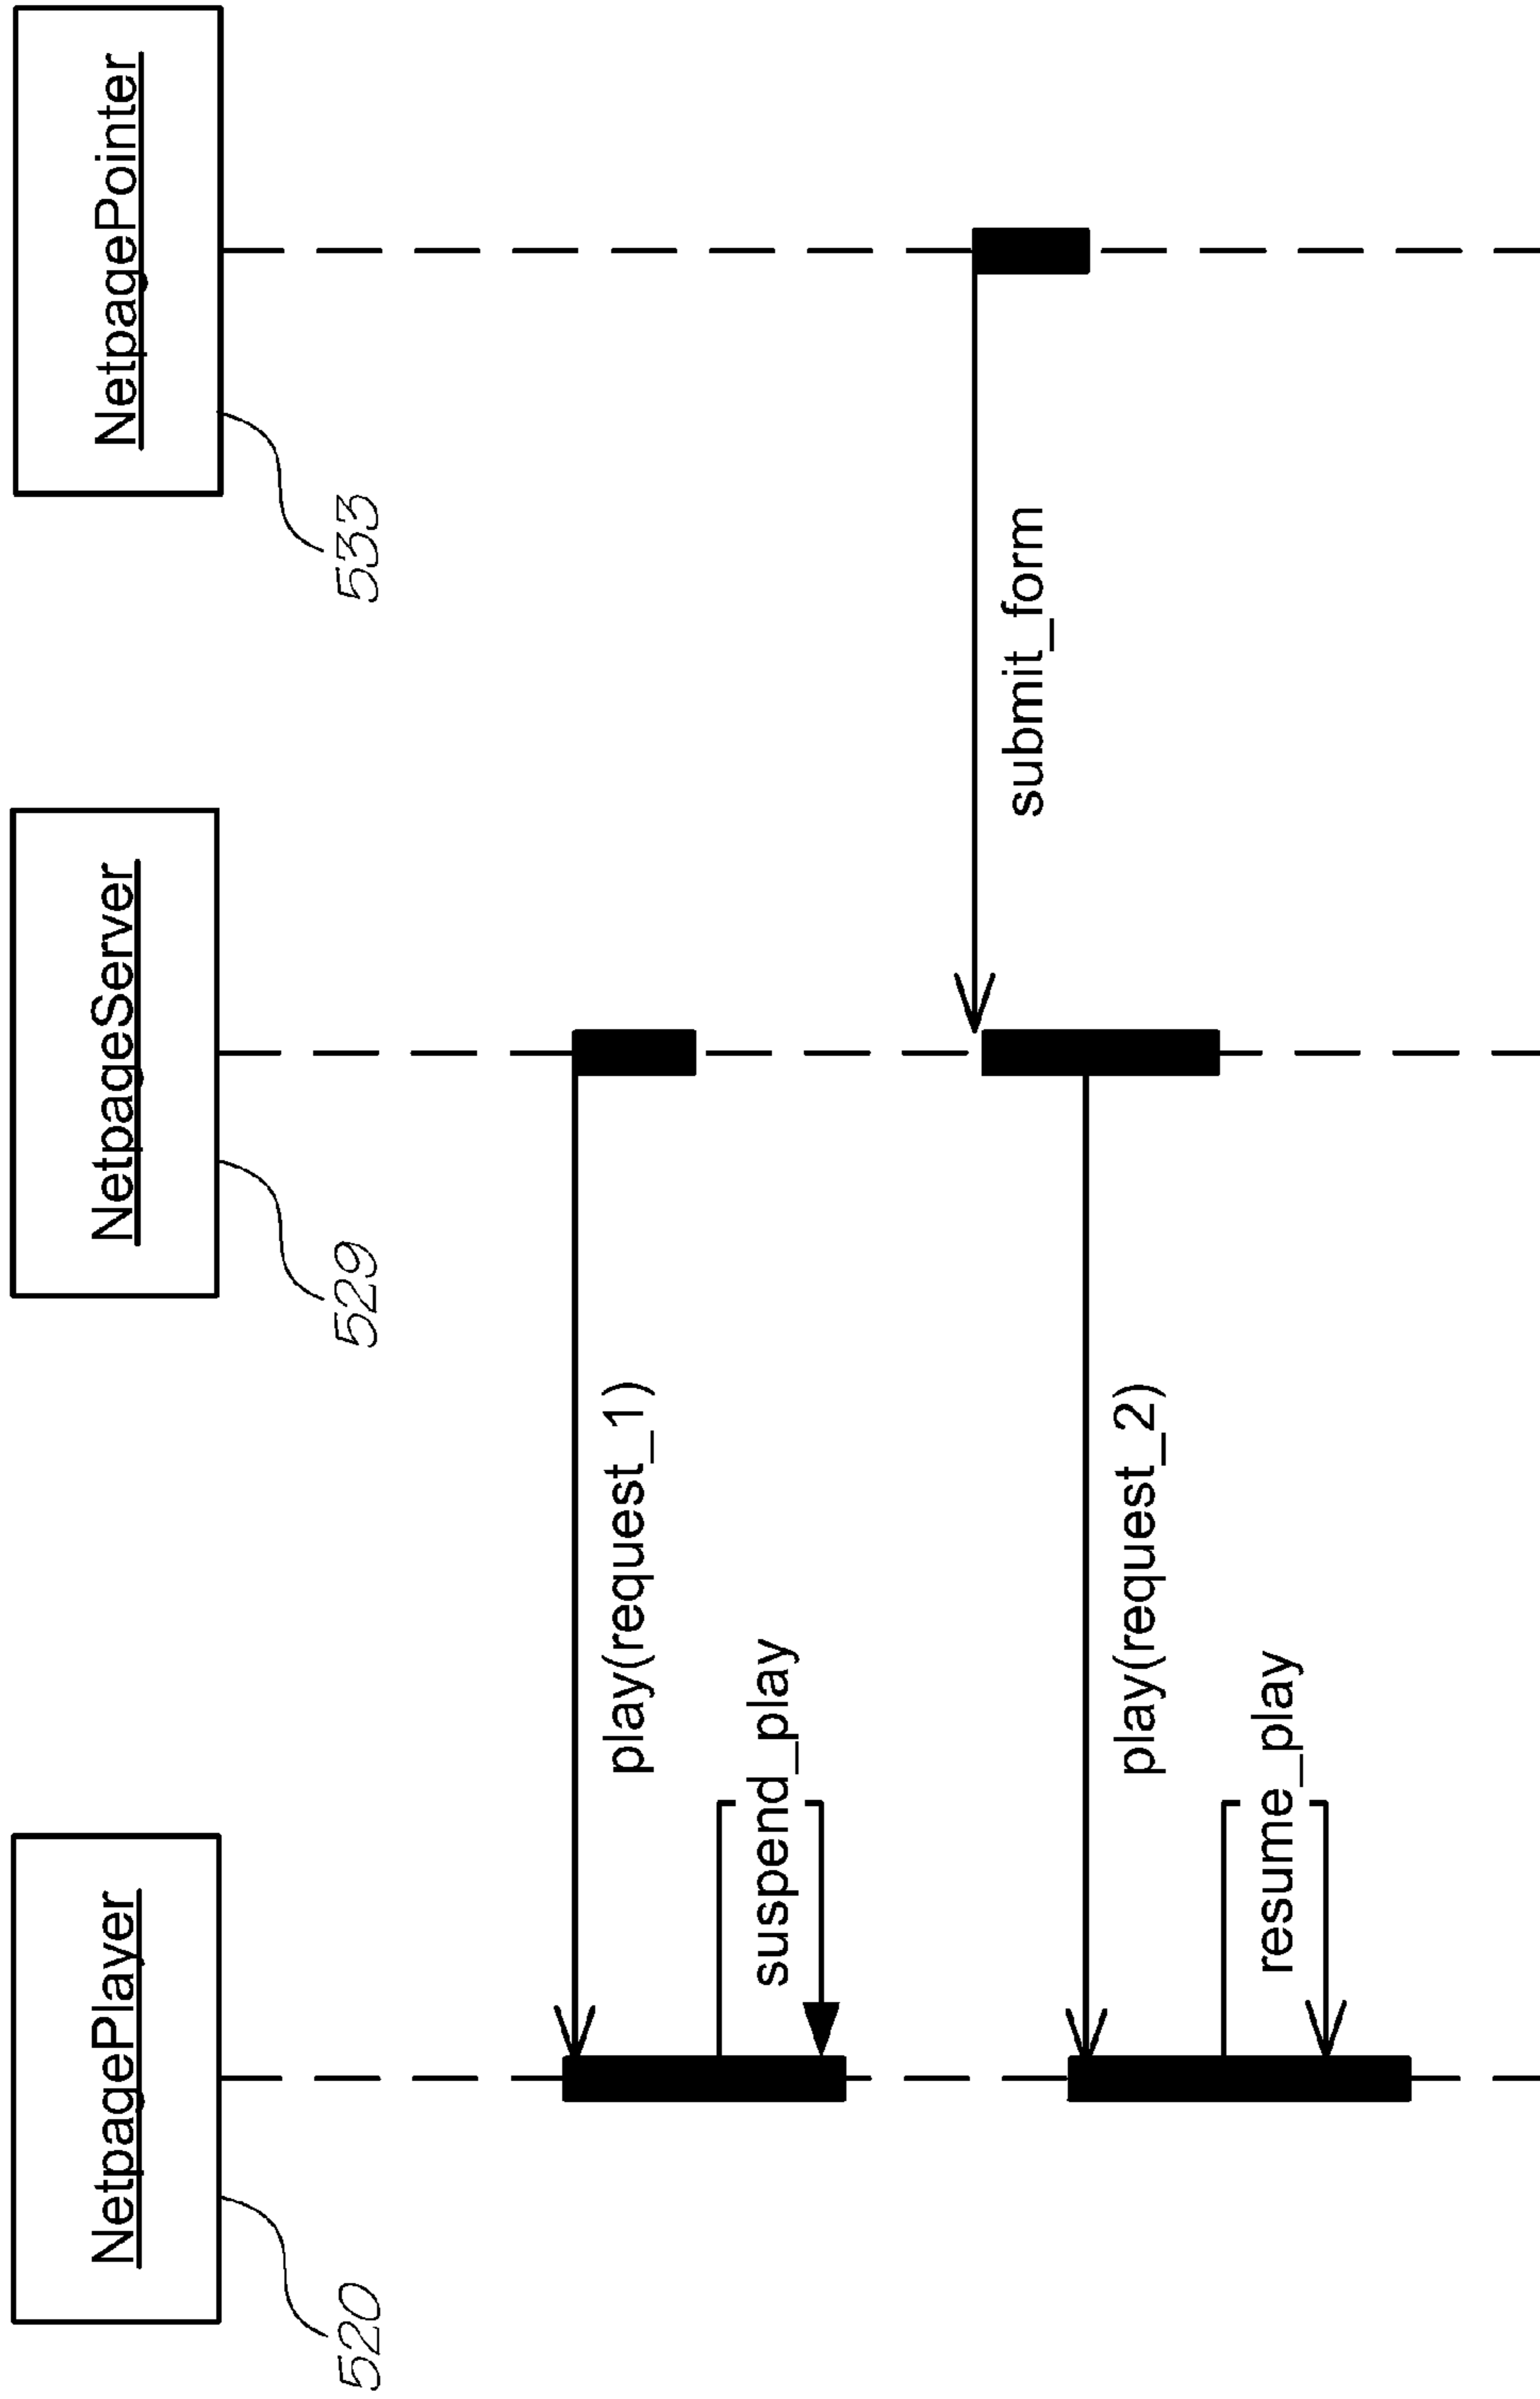 NetpagePlayer
NetpageServer
NetpagePointer
520
529
533
play(request_1)
suspend_play
submit_form
play(request_2)
resume_play